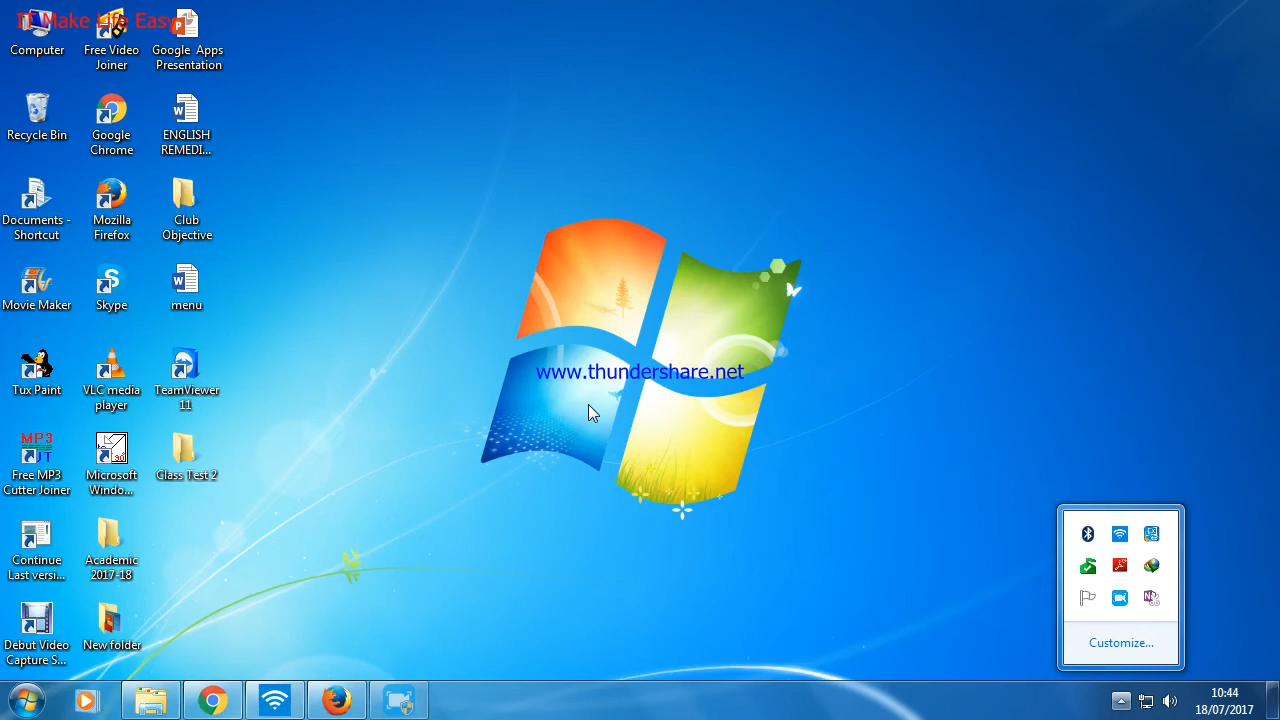 IT Make Life Easy
Computer
Free Video
Joiner
Google Apps
Presentation
Recycle Bin
Google
Chrome
ENGLISH
REMEDI...
Documents -
Shortcut
Mozilla
Firefox
Club
Objective
Movie Maker
Skype
menu
www.thundershare.net
Tux Paint
VLC media
player
TeamViewer
11
MP3
JT
Free MP3
Cutter Joiner
Microsoft
Windo...
Class Test 2
Continue
Last versi...
Academic
2017-18
Debut Video
Capture S...
New folder
Customize...
10:44
18/07/2017